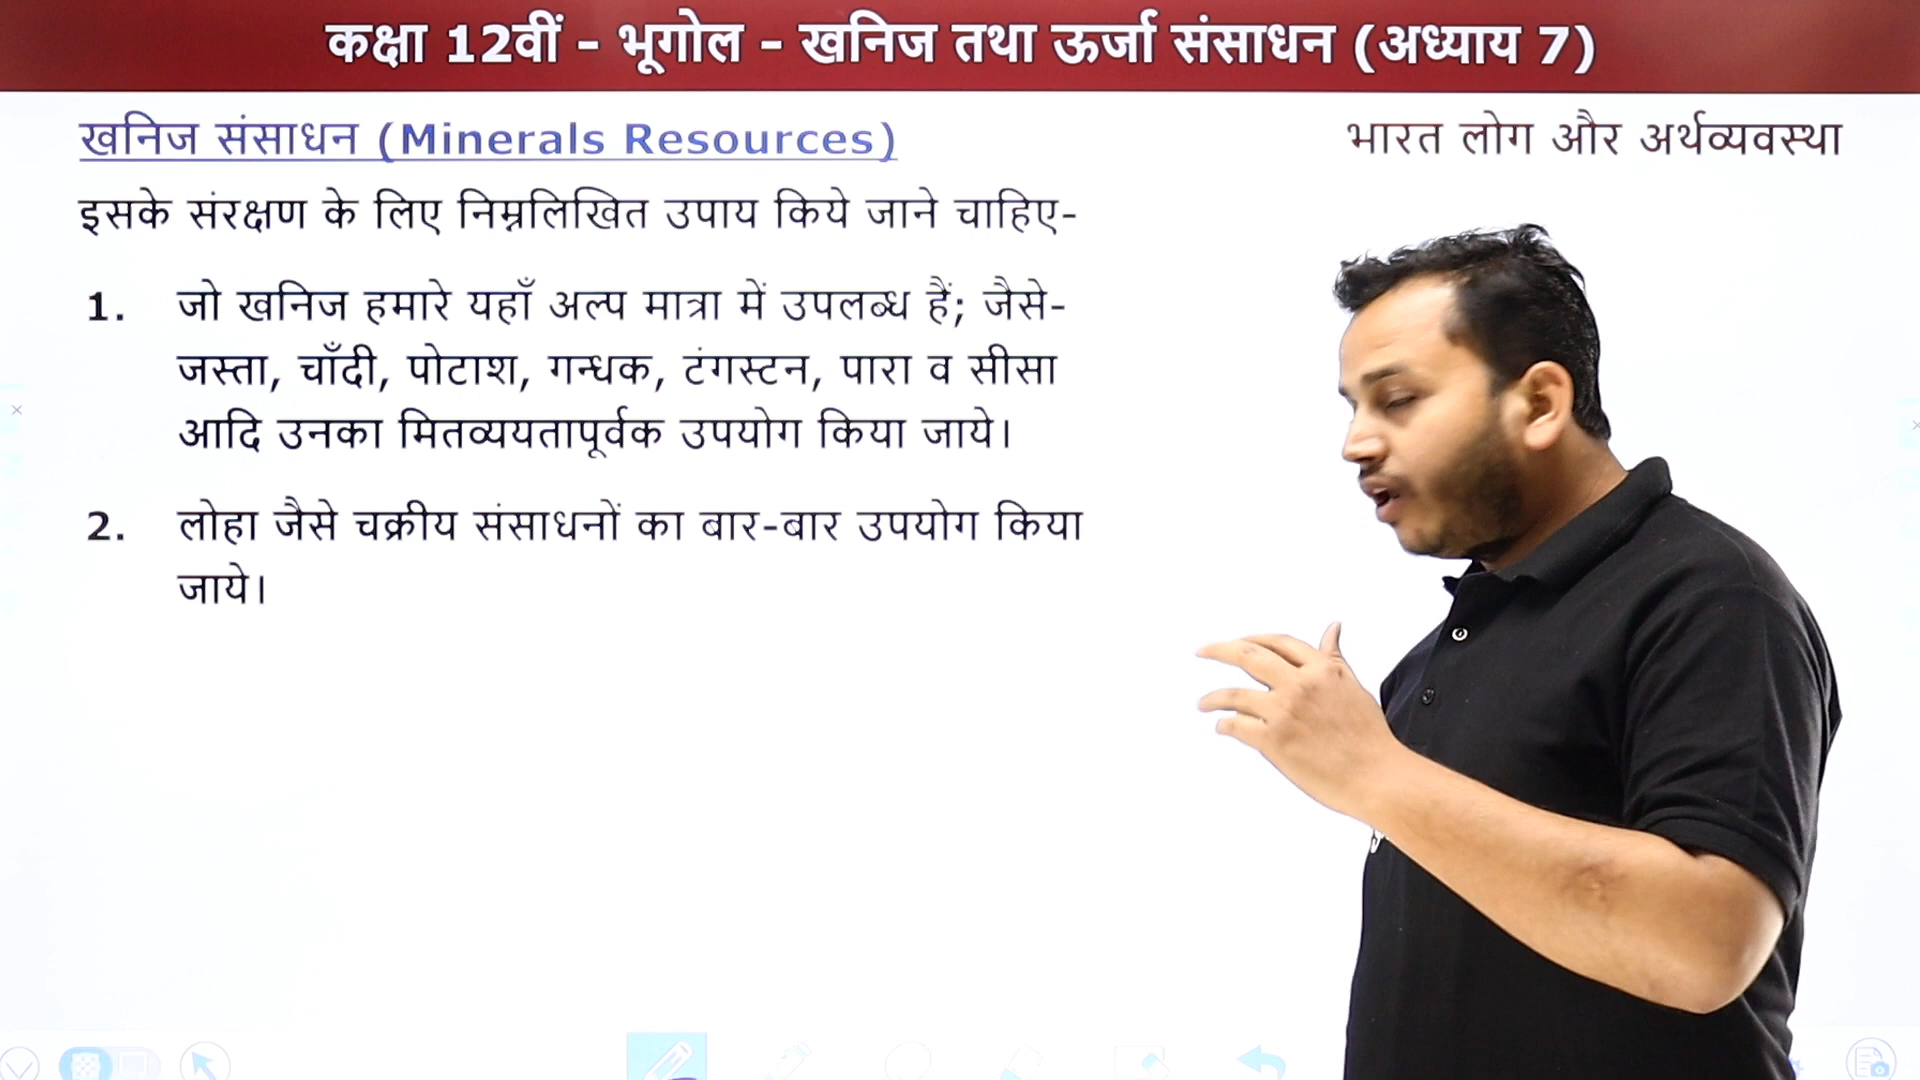 कक्षा 12वीं - भूगोल - खनिज तथा ऊर्जा संसाधन (अध्याय 7)
खनिज संसाधन (Minerals Resources)
भारत लोग और अर्थव्यवस्था
इसके संरक्षण के लिए निम्नलिखित उपाय किये जाने चाहिए-
1. जो खनिज हमारे यहाँ अल्प मात्रा में उपलब्ध हैं; जैसे-
जस्ता, चाँदी, पोटाश, गन्धक, टंगस्टन, पारा व सीसा
आदि उनका मितव्ययतापूर्वक उपयोग किया जाये।
2. लोहा जैसे चक्रीय संसाधनों का बार-बार उपयोग किया
जाये।